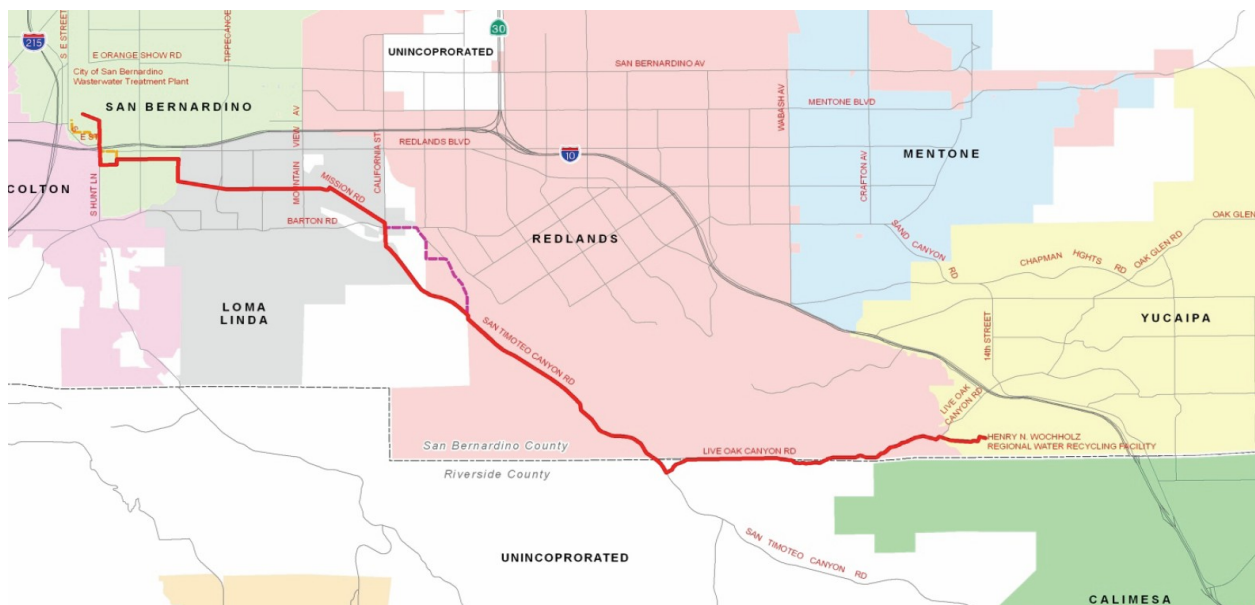 30
215
S E STREET
TIPPECANOE
UNINCOPRORATED
E ORANGE SHOW RD
SAN BERNARDINO AV
City of San Bernardino
Wasterwater Treatment Plant
SAN BERNARDINO
MOUNTAIN VIEW AV
WABASH AV
MENTONE BLVD
E ST
REDLANDS BLVD
10
CALIFORNIA ST
MENTONE
CRAFTON AV
COLTON
S HUNT LN
MISSION RD
BARTON RD
REDLANDS
SAND CANYON RD
OAK GLEN
OAK GLEN RD
CHAPMAN HGHTS RD
LOMA
LINDA
SAN TIMOTEO CANYON RD
14th STREET
YUCAIPA
LIVE OAK
CANYON RD
HENRY N. WOCHHOLZ
REGIONAL WATER RECYCLING FACILITY
San Bernardino County
LIVE OAK CANYON RD
Riverside County
UNINCOPRORATED
SAN TIMOTEO CANYON RD
CALIMESA